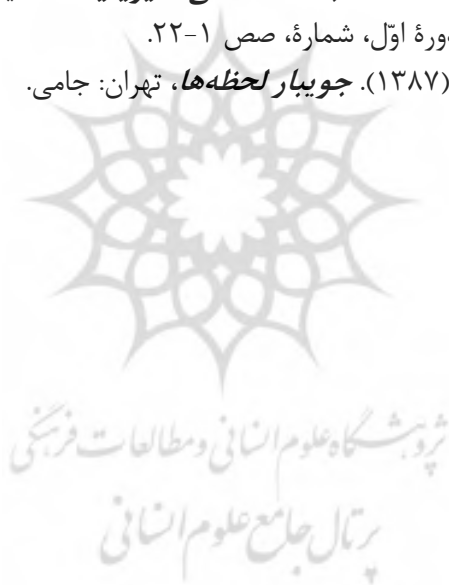 دورهٔ اوّل، شمارهٔ، صص ۱-۲۲.
(۱۳۸۷). جویبار لحظه‌ها، تهران: جامی.
پژوهشگاه علوم انسانی و مطالعات فرهنگی
پرتال جامع علوم انسانی